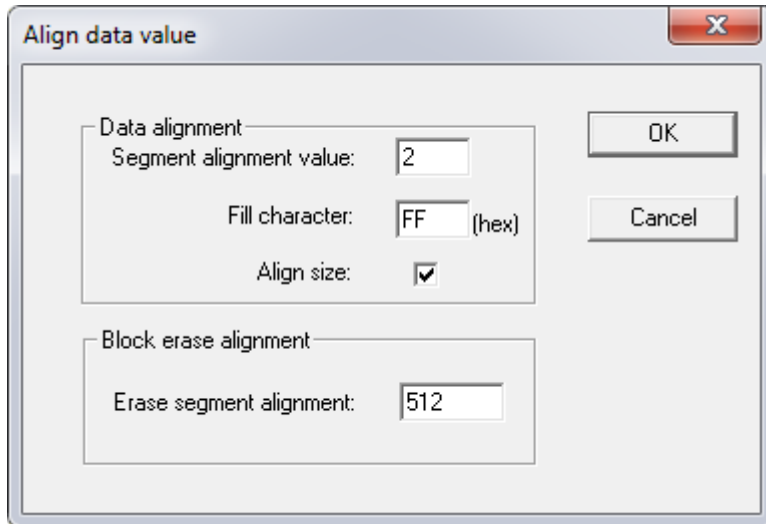 Align data value
Data alignment
Segment alignment value: 2
Fill character: FF (hex)
Align size:
OK
Cancel
Block erase alignment
Erase segment alignment: 512